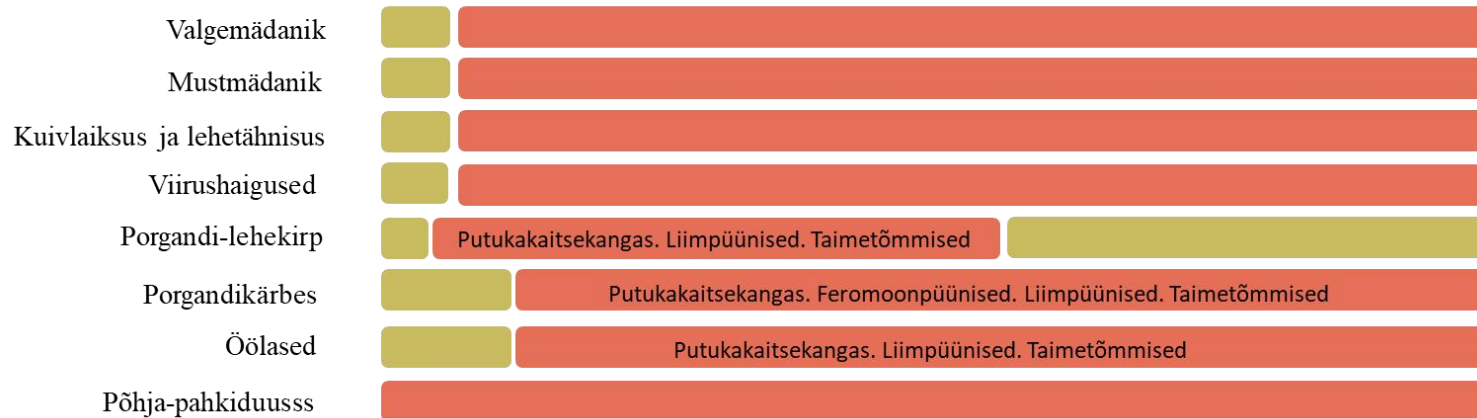 Valgemädanik
Mustmädanik
Kuivlaiksus ja lehetähnisus
Viirushaigused
Porgandi-lehekirp
Putukakaitsekangas. Liimpüünised. Taimetõmmised
Porgandikärbes
Putukakaitsekangas. Feromoonpüünised. Liimpüünised. Taimetõmmised
Öölased
Putukakaitsekangas. Liimpüünised. Taimetõmmised
Põhja-pahkiduusss